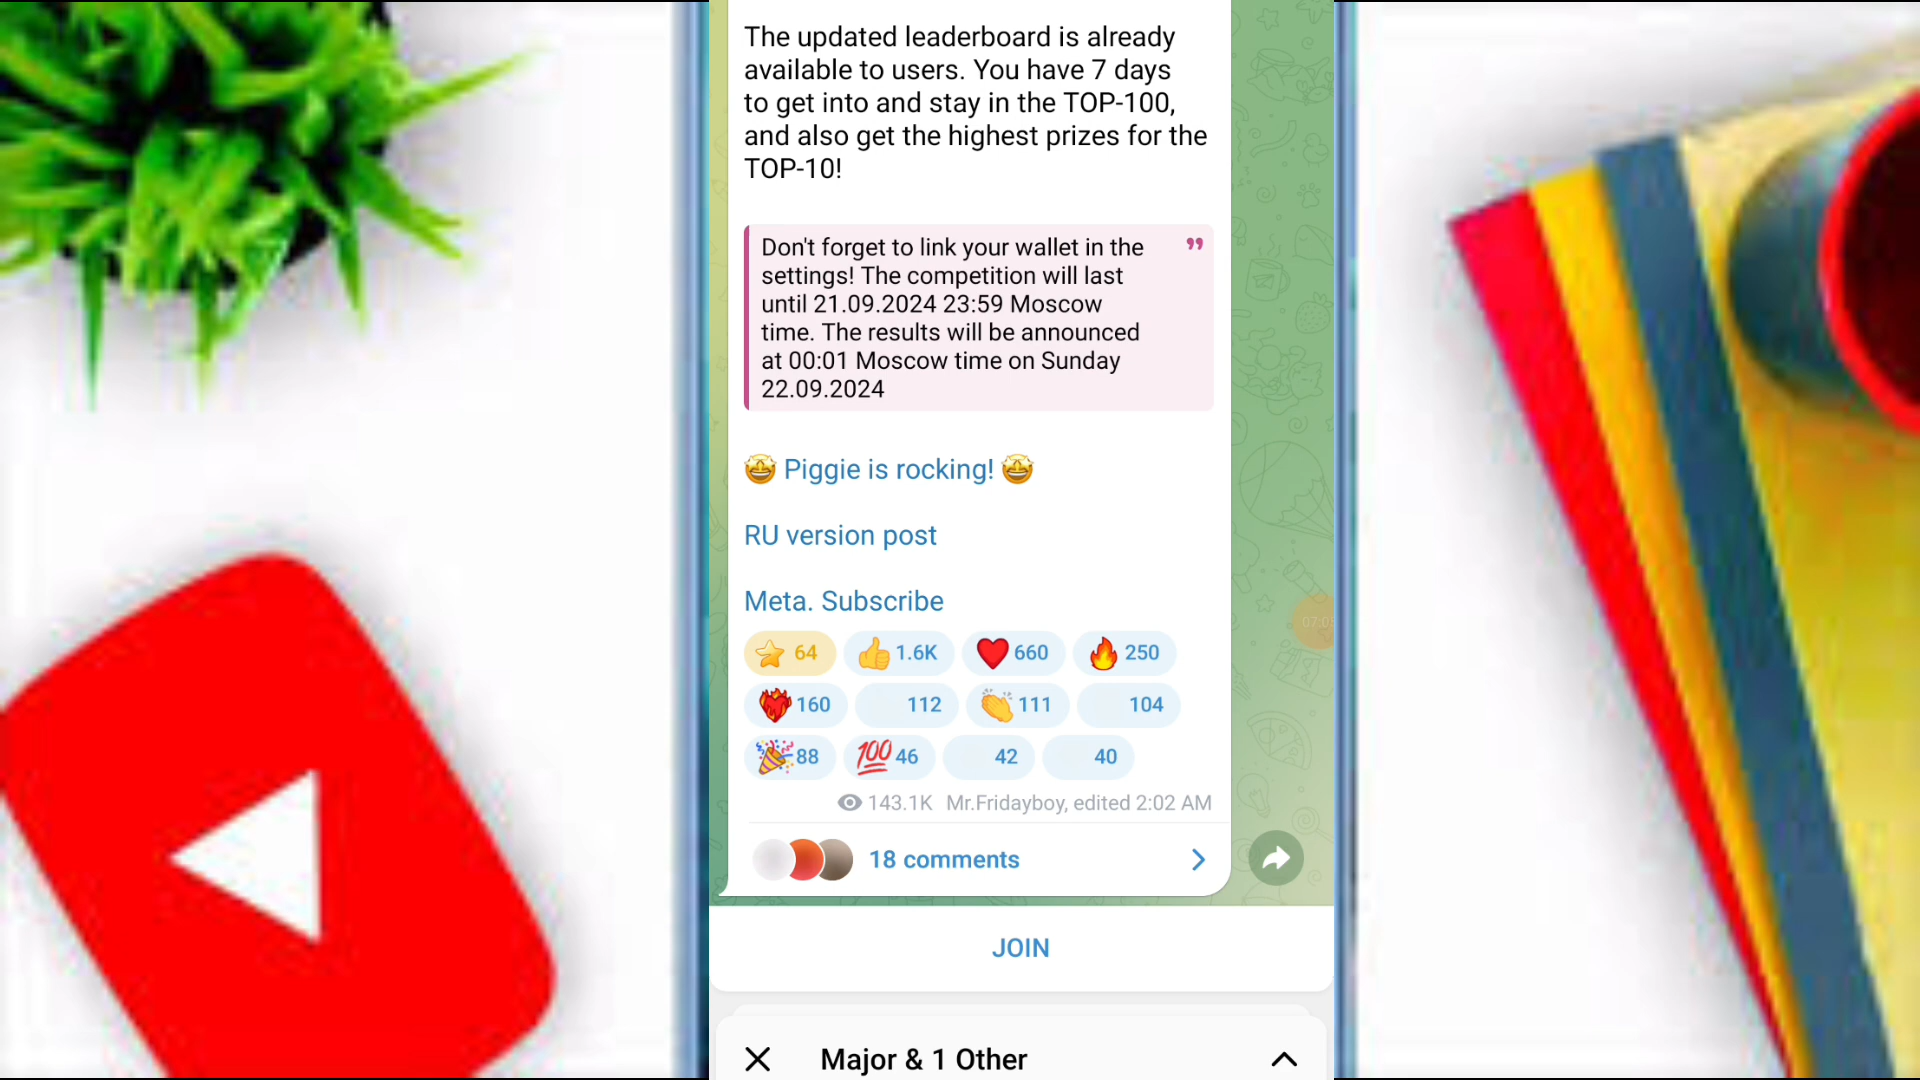 The updated leaderboard is already
available to users. You have 7 days
to get into and stay in the TOP-100,
and also get the highest prizes for the
TOP-10!
Don't forget to link your wallet in the
settings! The competition will last
until 21.09.2024 23:59 Moscow
time. The results will be announced
at 00:01 Moscow time on Sunday
22.09.2024
🤩 Piggie is rocking! 🤩
RU version post
Meta. Subscribe
64 1.6K 660 250
160 112 111 104
88 100 46 42 40
143.1K Mr.Fridayboy, edited 2:02 AM
18 comments
JOIN
Major & 1 Other